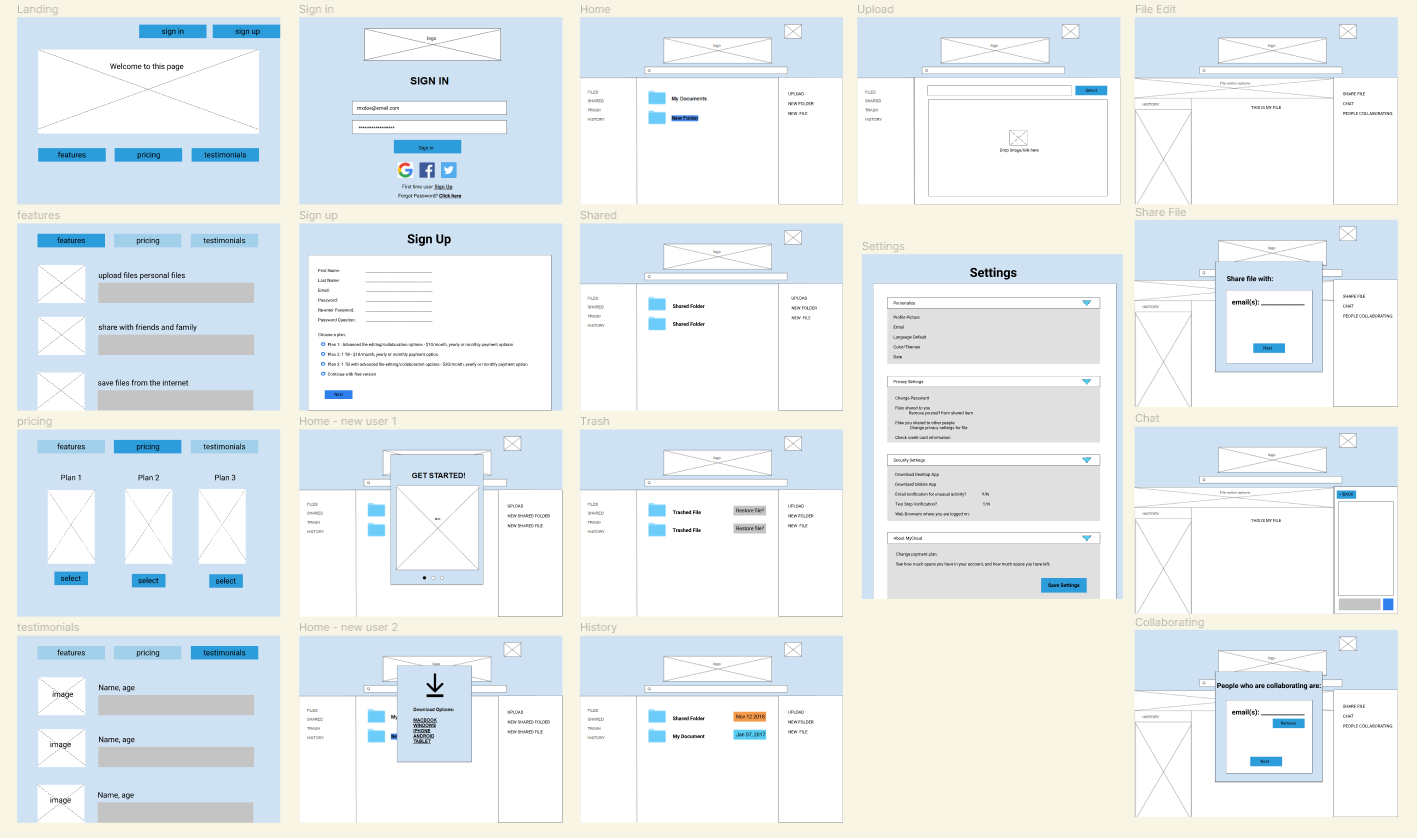 Landing
sign in
sign up
Welcome to this page
features
pricing
testimonials
features
features
pricing
testimonials
upload files personal files
share with friends and family
save files from the internet
pricing
features
pricing
testimonials
Plan 1
Plan 2
Plan 3
select
select
select
testimonials
features
pricing
testimonials
image
Name, age
image
Name, age
image
Name, age
Sign in
logo
SIGN IN
mxdoe@email.com
*****************
Sign in
First time user Sign Up
Forgot Password? Click here
Sign up
Sign Up
First Name:
Last Name:
Email:
Password:
Re-enter Password:
Password Question:
Choose a plan:
Plan 1: Advanced file editing/collaboration options - $10/month, yearly or monthly payment options
Plan 2: 1 TB - $10/month, yearly or monthly payment option
Plan 3: 1 TB with advanced file editing/collaboration options - $20/month, yearly or monthly payment option
Continue with free version
Next
Home - new user 1
GET STARTED!
FILES
SHARED
TRASH
HISTORY
UPLOAD
NEW SHARED FOLDER
NEW SHARED FILE
Home - new user 2
logo
FILES
SHARED
TRASH
HISTORY
My
Download Options:
MACBOOK
WINDOWS
IPHONE
ANDROID
TABLET
UPLOAD
NEW SHARED FOLDER
NEW SHARED FILE
Home
logo
FILES
SHARED
TRASH
HISTORY
My Documents
New Folder
UPLOAD
NEW FOLDER
NEW FILE
Shared
logo
FILES
SHARED
TRASH
HISTORY
Shared Folder
Shared Folder
UPLOAD
NEW FOLDER
NEW FILE
Trash
logo
FILES
SHARED
TRASH
HISTORY
Trashed File
Restore file?
Trashed File
Restore file?
UPLOAD
NEW FOLDER
NEW FILE
History
logo
FILES
SHARED
TRASH
HISTORY
Shared Folder
Nov 12 2018
My Document
Jan 07, 2017
UPLOAD
NEW FOLDER
NEW FILE
Upload
logo
FILES
SHARED
TRASH
HISTORY
Select
Drop image/link here
Settings
Settings
Personalize
Profile Picture
Email
Language Default
Color/Themes
Date
Privacy Settings
Change Password
Files shared to you
Remove yourself from shared item
Files you shared to other people
Change privacy settings for file
Check credit card information
Security Settings
Download Desktop App
Download Mobile App
Email notification for unusual activity? Y/N
Two Step Verification? Y/N
Web Browsers where you are logged on:
About MyCloud
Change payment plan.
See how much space you have in your account, and how much space you have left.
Save Settings
File Edit
logo
File editor options
HISTORY
THIS IS MY FILE
SHARE FILE
CHAT
PEOPLE COLLABORATING:
Share File
logo
HISTORY
Share file with:
email(s): ___________
Next
SHARE FILE
CHAT
PEOPLE COLLABORATING:
Chat
logo
File editor options
HISTORY
THIS IS MY FILE
< BACK
Collaborating
logo
HISTORY
People who are collaborating are:
email(s): ___________
Remove
Next
SHARE FILE
CHAT
PEOPLE COLLABORATING: